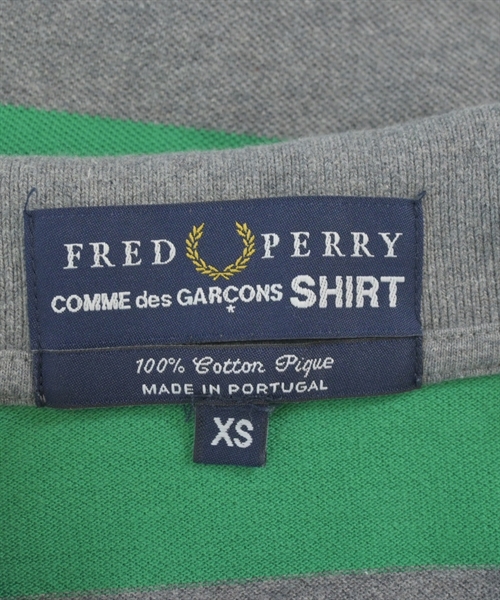 FRED PERRY
COMME des GARÇONS SHIRT
*
100% Cotton Pique
MADE IN PORTUGAL
XS